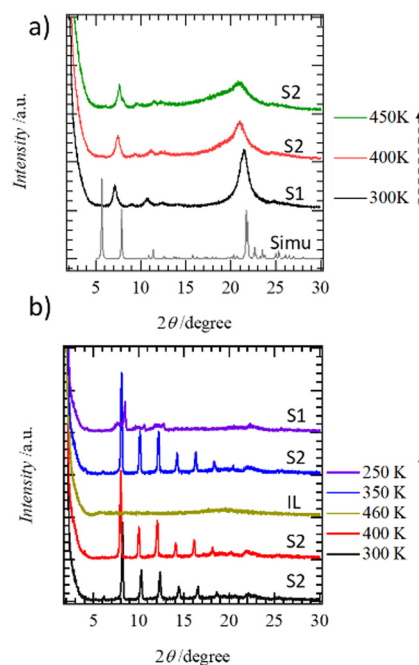 a)
Intensity /a.u.
S2
S2
S1
Simu
450K
400K
300K
5 10 15 20 25 30
2θ /degree
b)
Intensity /a.u.
S1
S2
IL
S2
S2
250 K
350 K
460 K
400 K
300 K
5 10 15 20 25 30
2θ /degree